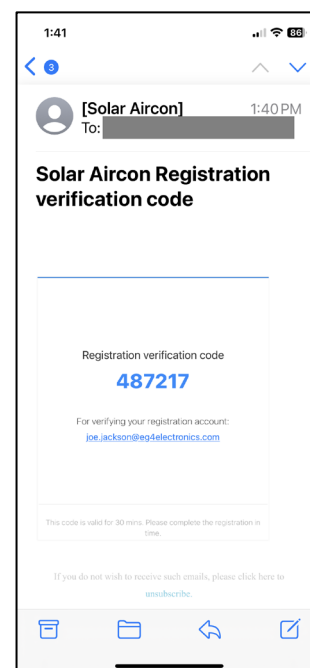 1:41
86
3
[Solar Aircon]
1:40 PM
To:
Solar Aircon Registration
verification code
Registration verification code
487217
For verifying your registration account:
joe.jackson@eg4electronics.com
This code is valid for 30 mins. Please complete the registration in
time.
If you do not wish to receive such emails, please click here to
unsubscribe.